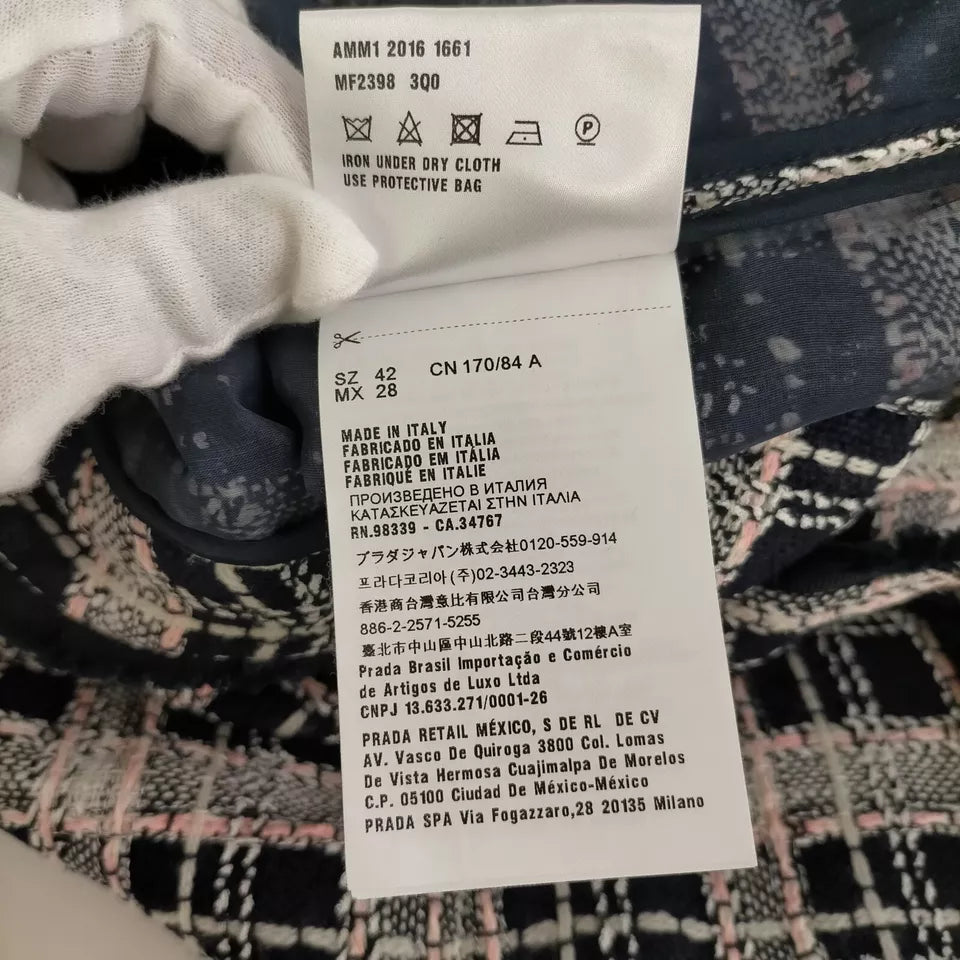 AMM1 2016 1661
MF2398 3Q0
P
IRON UNDER DRY CLOTH
USE PROTECTIVE BAG
SZ 42 CN 170/84 A
MX 28
MADE IN ITALY
FABRICADO EN ITALIA
FABRICADO EM ITÁLIA
FABRIQUÉ EN ITALIE
ПРОИЗВЕДЕНО В ИТАЛИЯ
ΚΑΤΑΣΚΕΥΑΖΕΤΑΙ ΣΤΗΝ ΙΤΑΛΙΑ
RN.98339 - CA.34767
プラダジャパン株式会社0120-559-914
프라다코리아(주)02-3443-2323
香港商台灣意比有限公司台灣分公司
886-2-2571-5255
臺北市中山區中山北路二段44號12樓A室
Prada Brasil Importação e Comércio
de Artigos de Luxo Ltda
CNPJ 13.633.271/0001-26
PRADA RETAIL MÉXICO, S DE RL DE CV
AV. Vasco De Quiroga 3800 Col. Lomas
De Vista Hermosa Cuajimalpa De Morelos
C.P. 05100 Ciudad De México-México
PRADA SPA Via Fogazzaro,28 20135 Milano